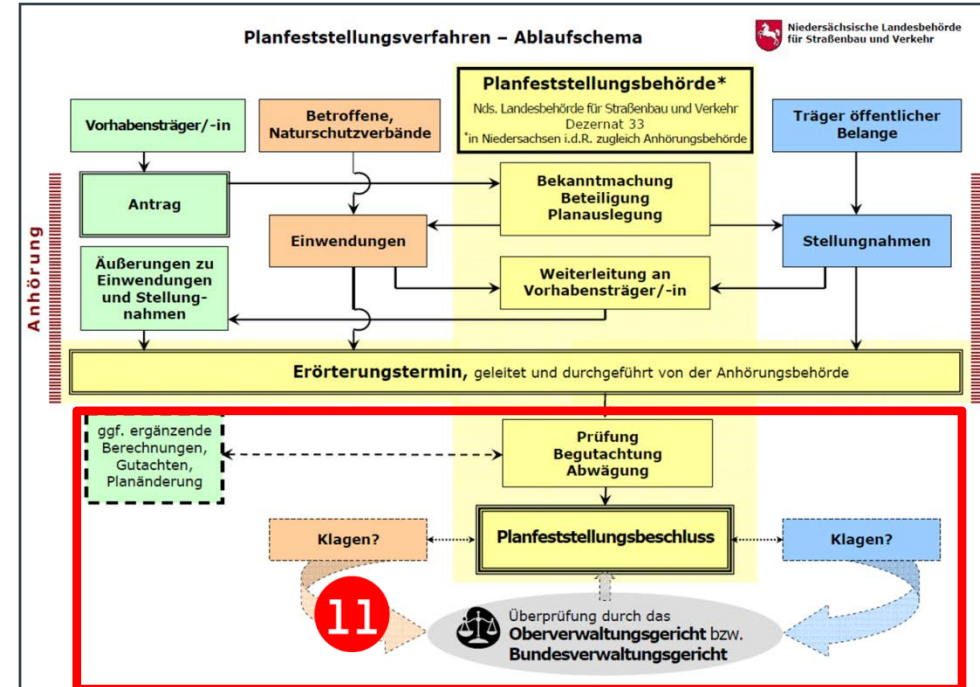 Planfeststellungsverfahren – Ablaufschema
Niedersächsische Landesbehörde
für Straßenbau und Verkehr
Vorhabensträger/-in
Betroffene,
Naturschutzverbände
Planfeststellungsbehörde*
Nds. Landesbehörde für Straßenbau und Verkehr
Dezernat 33
*in Niedersachsen i.d.R. zugleich Anhörungsbehörde
Träger öffentlicher
Belange
Anhörung
Antrag
Bekanntmachung
Beteiligung
Planauslegung
Einwendungen
Stellungnahmen
Äußerungen zu
Einwendungen
und Stellung-
nahmen
Weiterleitung an
Vorhabensträger/-in
Erörterungstermin, geleitet und durchgeführt von der Anhörungsbehörde
ggf. ergänzende
Berechnungen,
Gutachten,
Planänderung
Prüfung
Begutachtung
Abwägung
Klagen?
Planfeststellungsbeschluss
Klagen?
11
Überprüfung durch das
Oberverwaltungsgericht bzw.
Bundesverwaltungsgericht